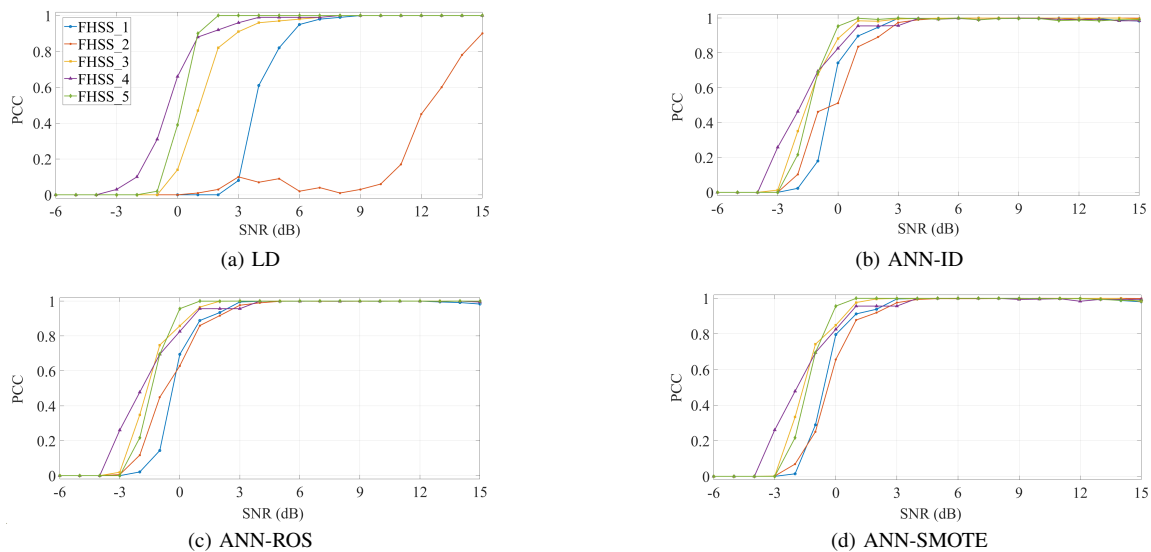 1
0.8
0.6
0.4
0.2
0
PCC
FHSS_1
FHSS_2
FHSS_3
FHSS_4
FHSS_5
-6 -3 0 3 6 9 12 15
SNR (dB)
(a) LD
1
0.8
0.6
0.4
0.2
0
PCC
-6 -3 0 3 6 9 12 15
SNR (dB)
(b) ANN-ID
1
0.8
0.6
0.4
0.2
0
PCC
-6 -3 0 3 6 9 12 15
SNR (dB)
(c) ANN-ROS
1
0.8
0.6
0.4
0.2
0
PCC
-6 -3 0 3 6 9 12 15
SNR (dB)
(d) ANN-SMOTE